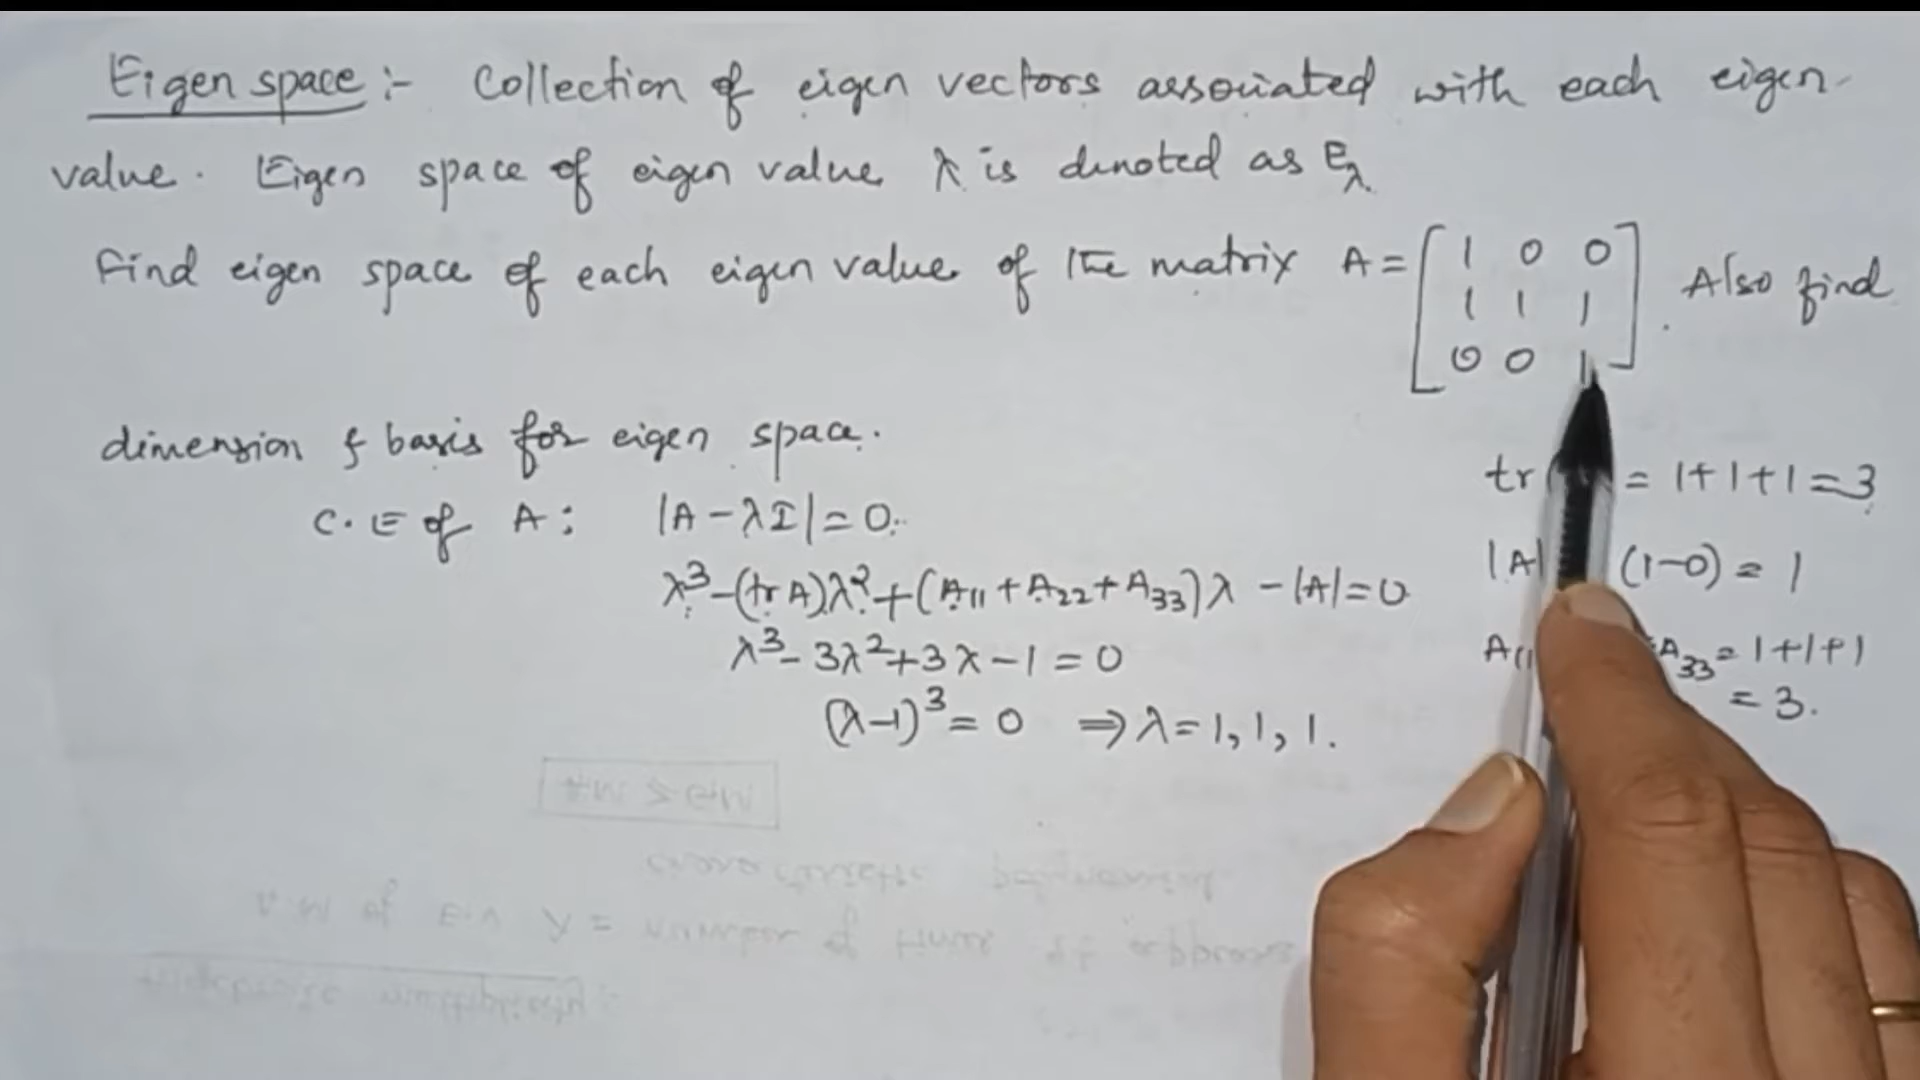 Eigen space :- Collection of eigen vectors associated with each eigen
value. Eigen space of eigen value λ is denoted as E_λ.
Find eigen space of each eigen value of the matrix A = [1 0 0; 1 1 1; 0 0 1]. Also find
dimension & basis for eigen space.
tr = 1+1+1 = 3
C.E of A : |A - λI| = 0.
|A| (1-0) = 1
λ³ - (tr A)λ² + (A₁₁ + A₂₂ + A₃₃)λ - |A| = 0
A₁₁ A₃₃ = 1+1+1
λ³ - 3λ² + 3λ - 1 = 0
= 3.
(λ-1)³ = 0 ⇒ λ = 1, 1, 1.